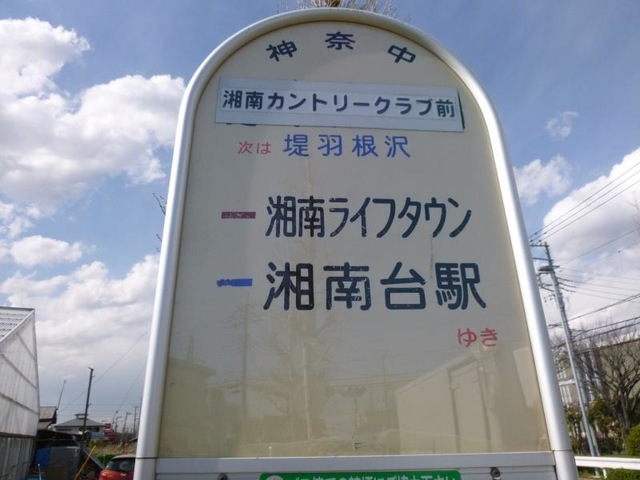 神奈中
湘南カントリークラブ前
次は 堤羽根沢
湘南ライフタウン
湘南台駅
ゆき